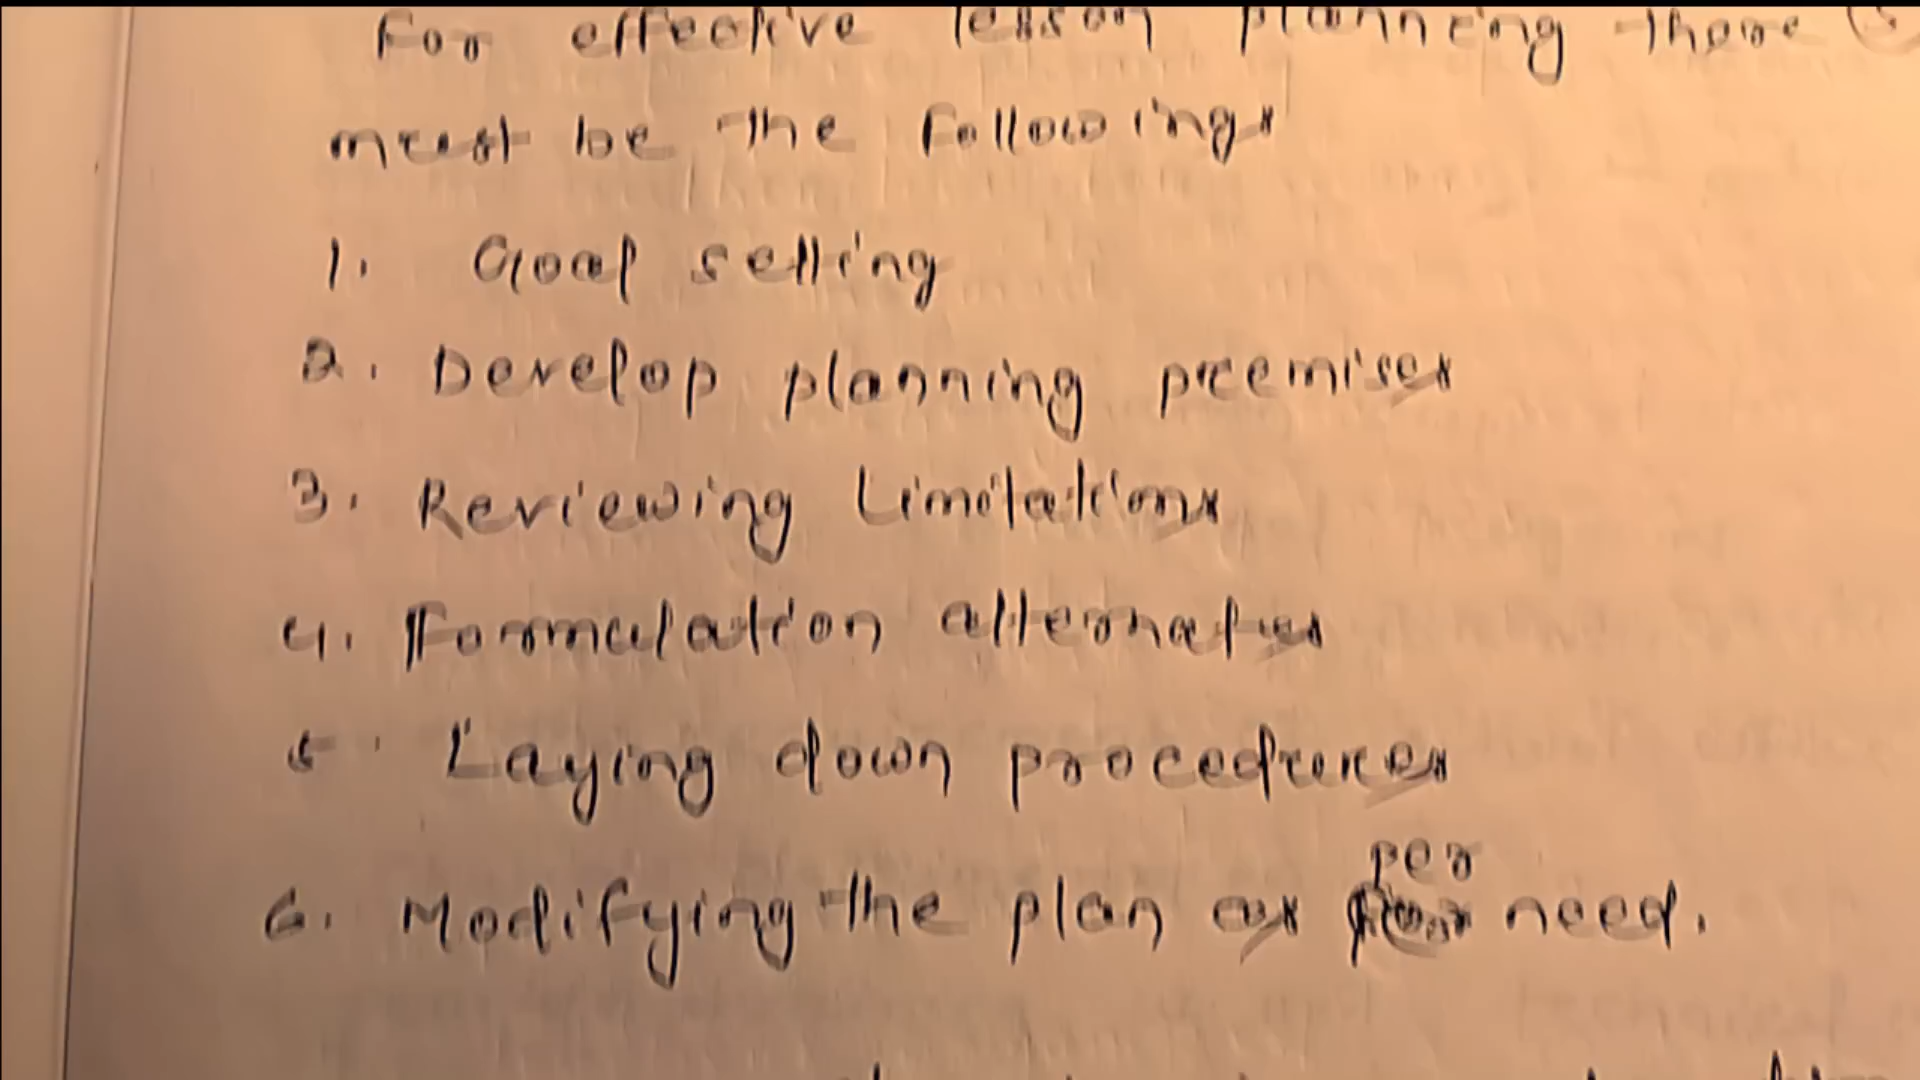 For effective lesson planning there
must be the followings
1. Goal setting
2. Develop planning premises
3. Reviewing Limitations
4. Formulation alternates
5. Laying down procedures
per
6. Modifying the plan as need.